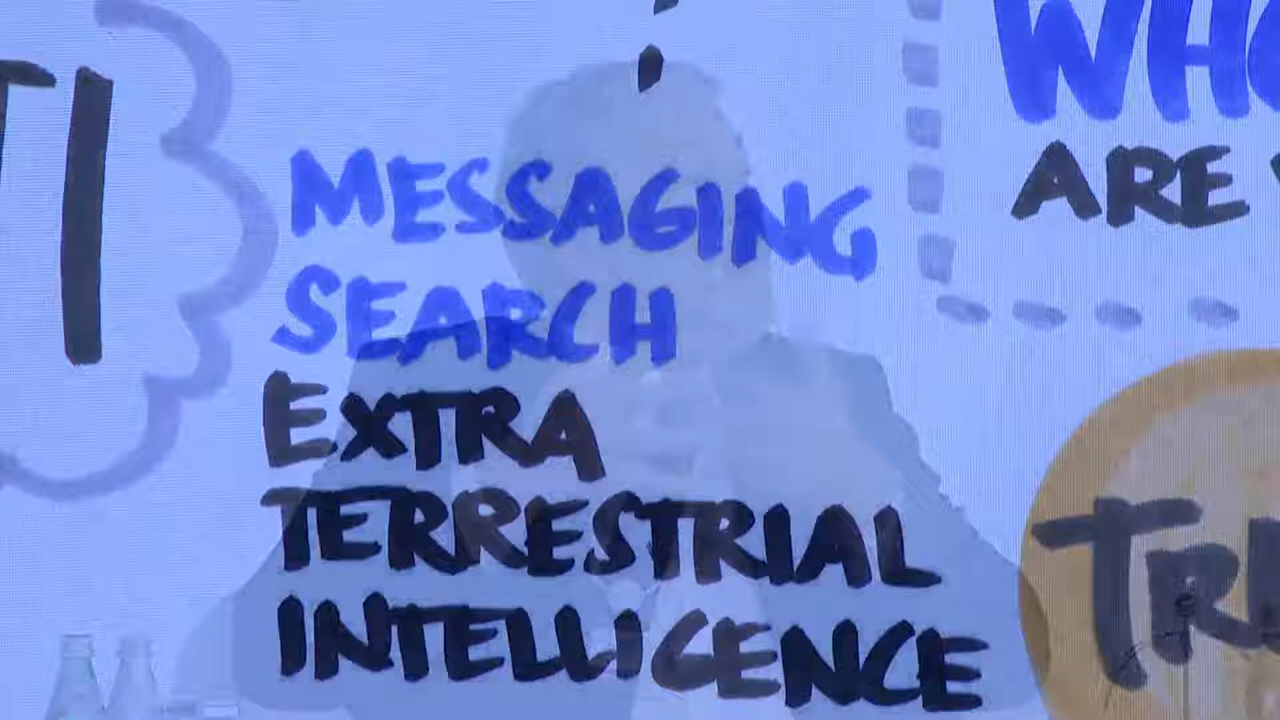 MESSAGING
SEARCH
EXTRA
TERRESTRIAL
INTELLIGENCE
ARE